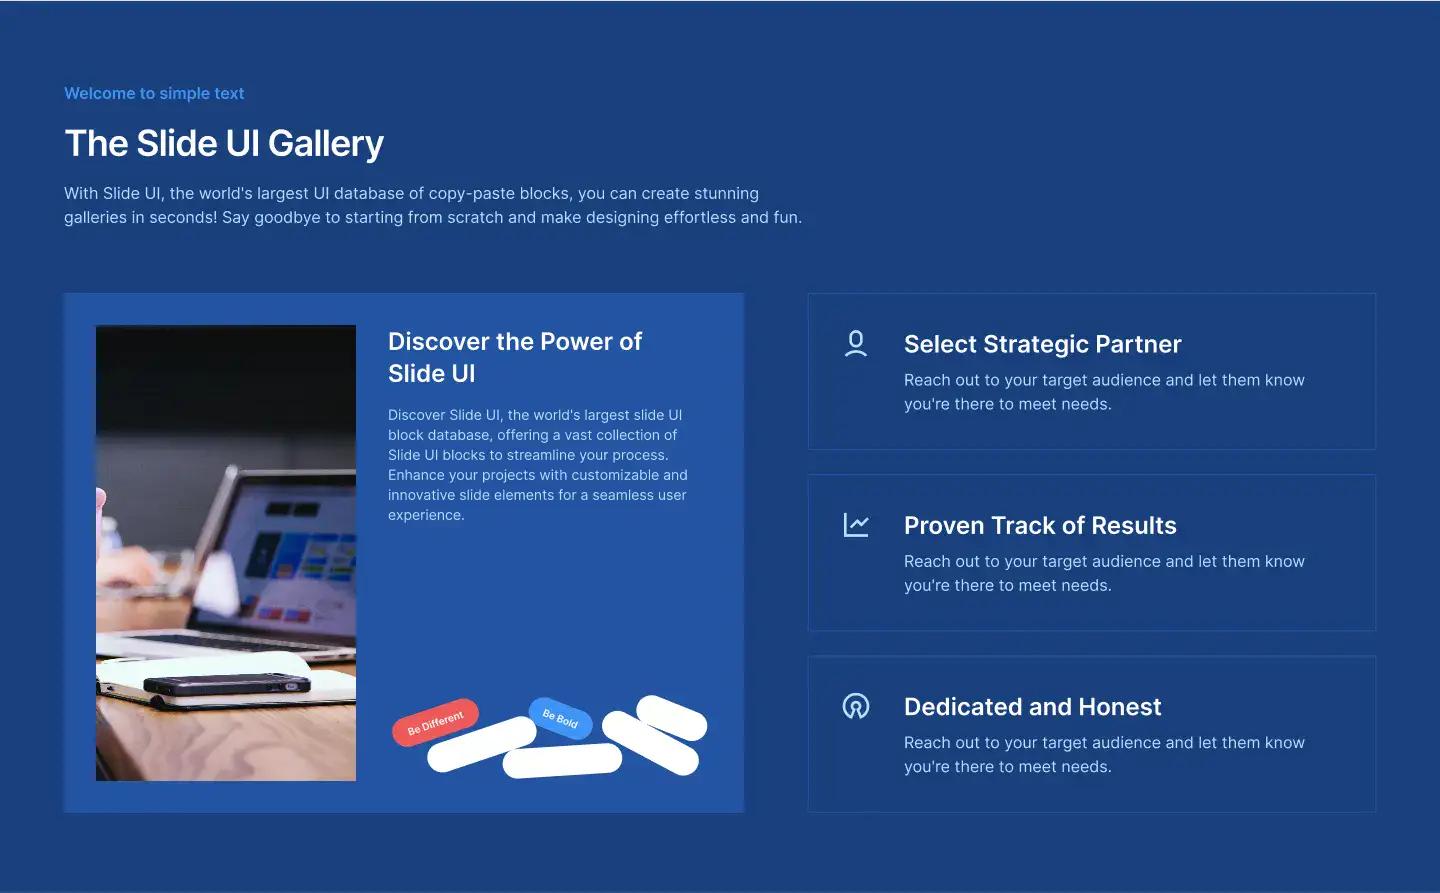 Welcome to simple text
The Slide UI Gallery
With Slide UI, the world's largest UI database of copy-paste blocks, you can create stunning
galleries in seconds! Say goodbye to starting from scratch and make designing effortless and fun.
Discover the Power of
Slide UI
Discover Slide UI, the world's largest slide UI
block database, offering a vast collection of
Slide UI blocks to streamline your process.
Enhance your projects with customizable and
innovative slide elements for a seamless user
experience.
Be Different
Be Bold
Select Strategic Partner
Reach out to your target audience and let them know
you're there to meet needs.
Proven Track of Results
Reach out to your target audience and let them know
you're there to meet needs.
Dedicated and Honest
Reach out to your target audience and let them know
you're there to meet needs.